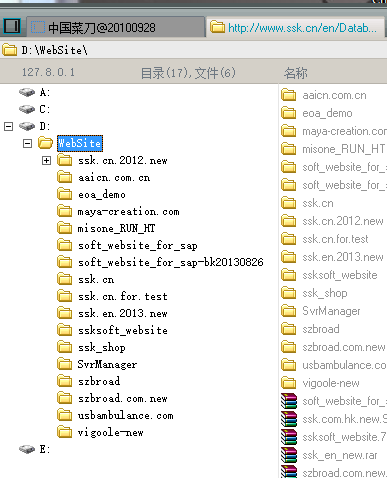 中国菜刀@20100928
http://www.ssk.cn/en/Datab...
D:\WebSite\
127.8.0.1 目录(17),文件(6) 名称
A:
C:
D:
WebSite
ssk.cn.2012.new
aaicn.com.cn
eoa_demo
maya-creation.com
misone_RUN_HT
soft_website_for_sap
soft_website_for_sap-bk20130826
ssk.cn
ssk.cn.for.test
ssk.en.2013.new
ssksoft_website
ssk_shop
SvrManager
szbroad
szbroad.com.new
usbambulance.com
vigoole-new
E:
aaicn.com.cn
eoa_demo
maya-creation.com
misone_RUN_HT
soft_website_for_s
soft_website_for_s
ssk.cn
ssk.cn.2012.new
ssk.cn.for.test
ssk.en.2013.new
ssksoft_website
ssk_shop
SvrManager
szbroad
szbroad.com.new
usbambulance.com
vigoole-new
soft_website_for_s
ssk.com.hk.new.9
ssksoft_website.7
ssk_en_new.rar
szbroad.com.new